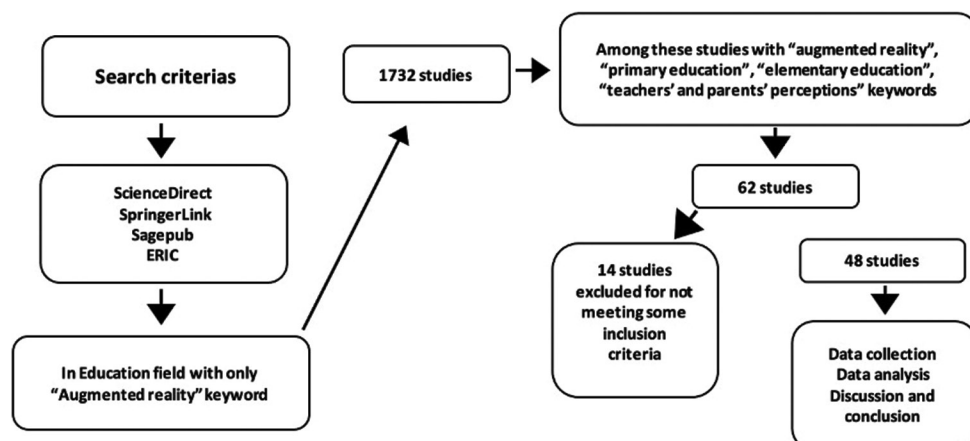 Search criterias
ScienceDirect
SpringerLink
Sagepub
ERIC
In Education field with only
“Augmented reality” keyword
1732 studies
Among these studies with “augmented reality”,
“primary education”, “elementary education”,
“teachers’ and parents’ perceptions” keywords
62 studies
14 studies
excluded for not
meeting some
inclusion
criteria
48 studies
Data collection
Data analysis
Discussion and
conclusion